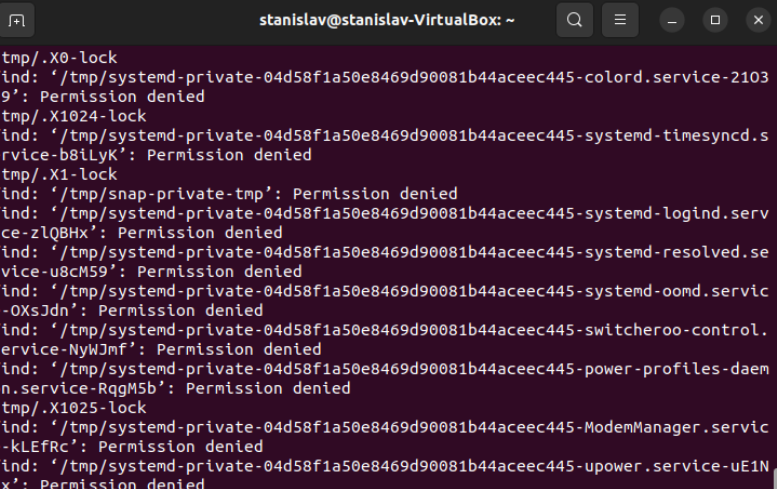 stanislav@stanislav-VirtualBox: ~
tmp/.X0-lock
ind: ‘/tmp/systemd-private-04d58f1a50e8469d90081b44aceec445-colord.service-21O3
9’: Permission denied
tmp/.X1024-lock
ind: ‘/tmp/systemd-private-04d58f1a50e8469d90081b44aceec445-systemd-timesyncd.s
rvice-b8iLyK’: Permission denied
tmp/.X1-lock
ind: ‘/tmp/snap-private-tmp’: Permission denied
ind: ‘/tmp/systemd-private-04d58f1a50e8469d90081b44aceec445-systemd-logind.serv
ce-zlQBHx’: Permission denied
ind: ‘/tmp/systemd-private-04d58f1a50e8469d90081b44aceec445-systemd-resolved.se
vice-u8cM59’: Permission denied
ind: ‘/tmp/systemd-private-04d58f1a50e8469d90081b44aceec445-systemd-oomd.servic
-OXsJdn’: Permission denied
ind: ‘/tmp/systemd-private-04d58f1a50e8469d90081b44aceec445-switcheroo-control.
ervice-NyWJmf’: Permission denied
ind: ‘/tmp/systemd-private-04d58f1a50e8469d90081b44aceec445-power-profiles-daem
n.service-RqgM5b’: Permission denied
tmp/.X1025-lock
ind: ‘/tmp/systemd-private-04d58f1a50e8469d90081b44aceec445-ModemManager.servic
-kLEfRc’: Permission denied
ind: ‘/tmp/systemd-private-04d58f1a50e8469d90081b44aceec445-upower.service-uE1N
x’: Permission denied